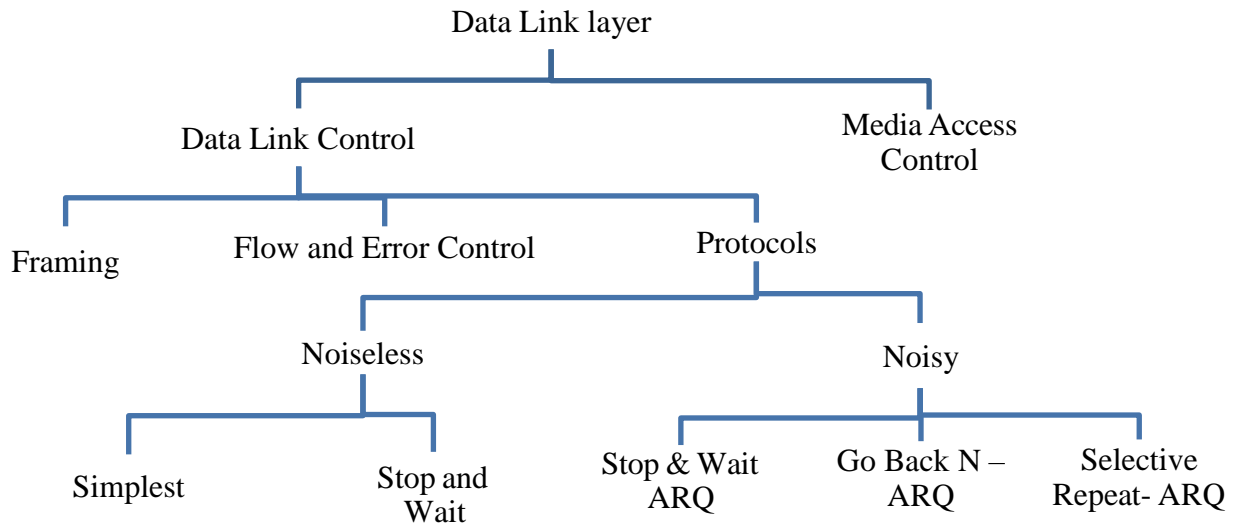 Data Link layer
Data Link Control
Media Access
Control
Framing
Flow and Error Control
Protocols
Noiseless
Noisy
Simplest
Stop and
Wait
Stop & Wait
ARQ
Go Back N –
ARQ
Selective
Repeat- ARQ